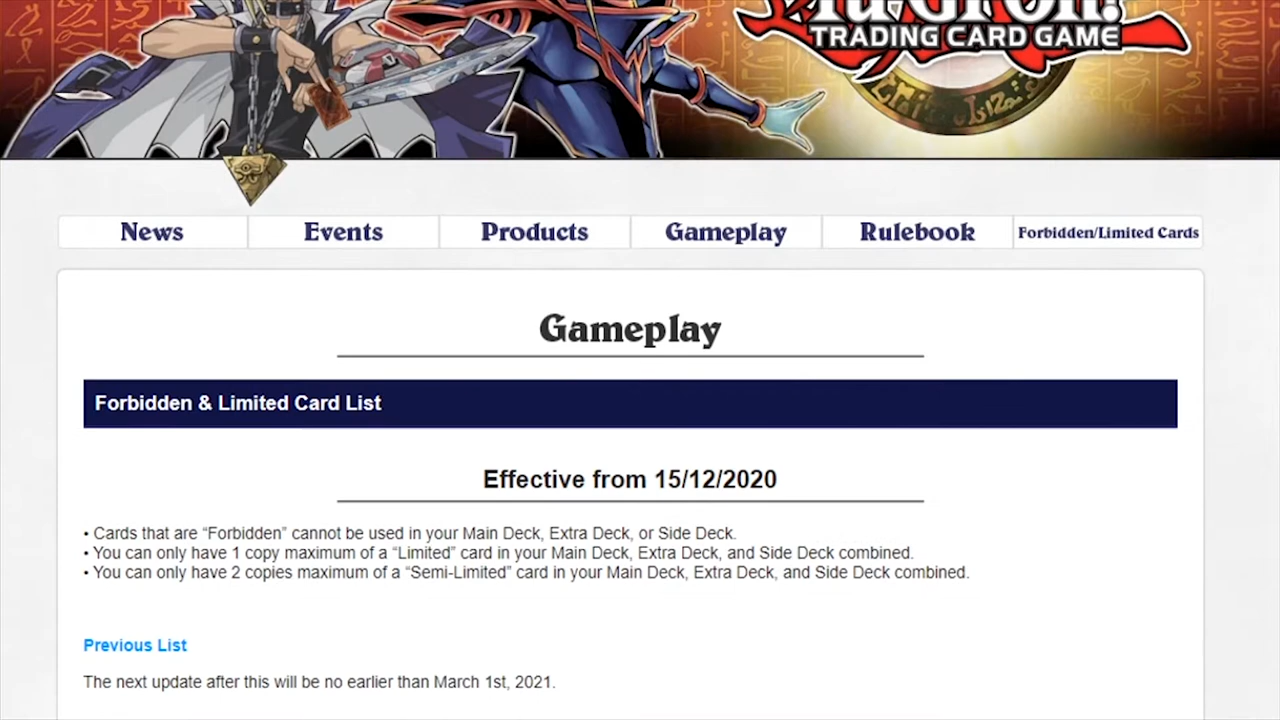 Yu-Gi-Oh!
TRADING CARD GAME
News
Events
Products
Gameplay
Rulebook
Forbidden/Limited Cards
Gameplay
Forbidden & Limited Card List
Effective from 15/12/2020
• Cards that are “Forbidden” cannot be used in your Main Deck, Extra Deck, or Side Deck.
• You can only have 1 copy maximum of a “Limited” card in your Main Deck, Extra Deck, and Side Deck combined.
• You can only have 2 copies maximum of a “Semi-Limited” card in your Main Deck, Extra Deck, and Side Deck combined.
Previous List
The next update after this will be no earlier than March 1st, 2021.